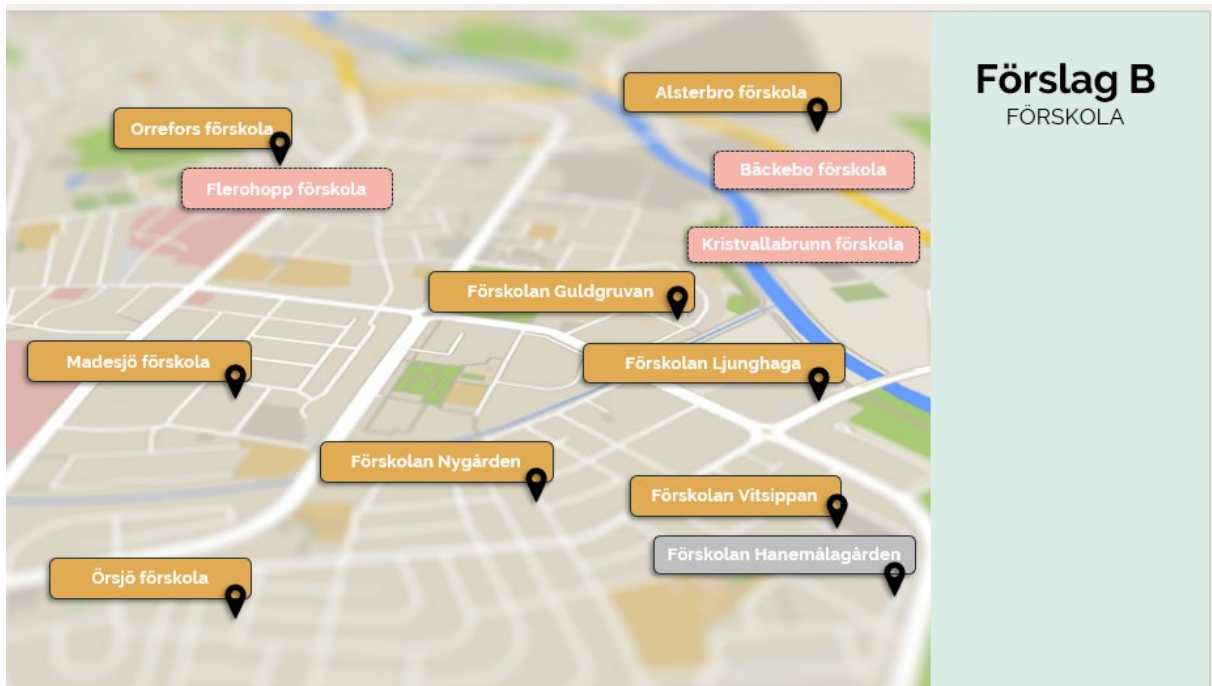 Förslag B
FÖRSKOLA
Alsterbro förskola
Orrefors förskola
Bäckebo förskola
Flerohopp förskola
Kristvallabrunn förskola
Förskolan Guldgruvan
Madesjö förskola
Förskolan Ljunghaga
Förskolan Nygården
Förskolan Vitsippan
Förskolan Hanemålagården
Örsjö förskola